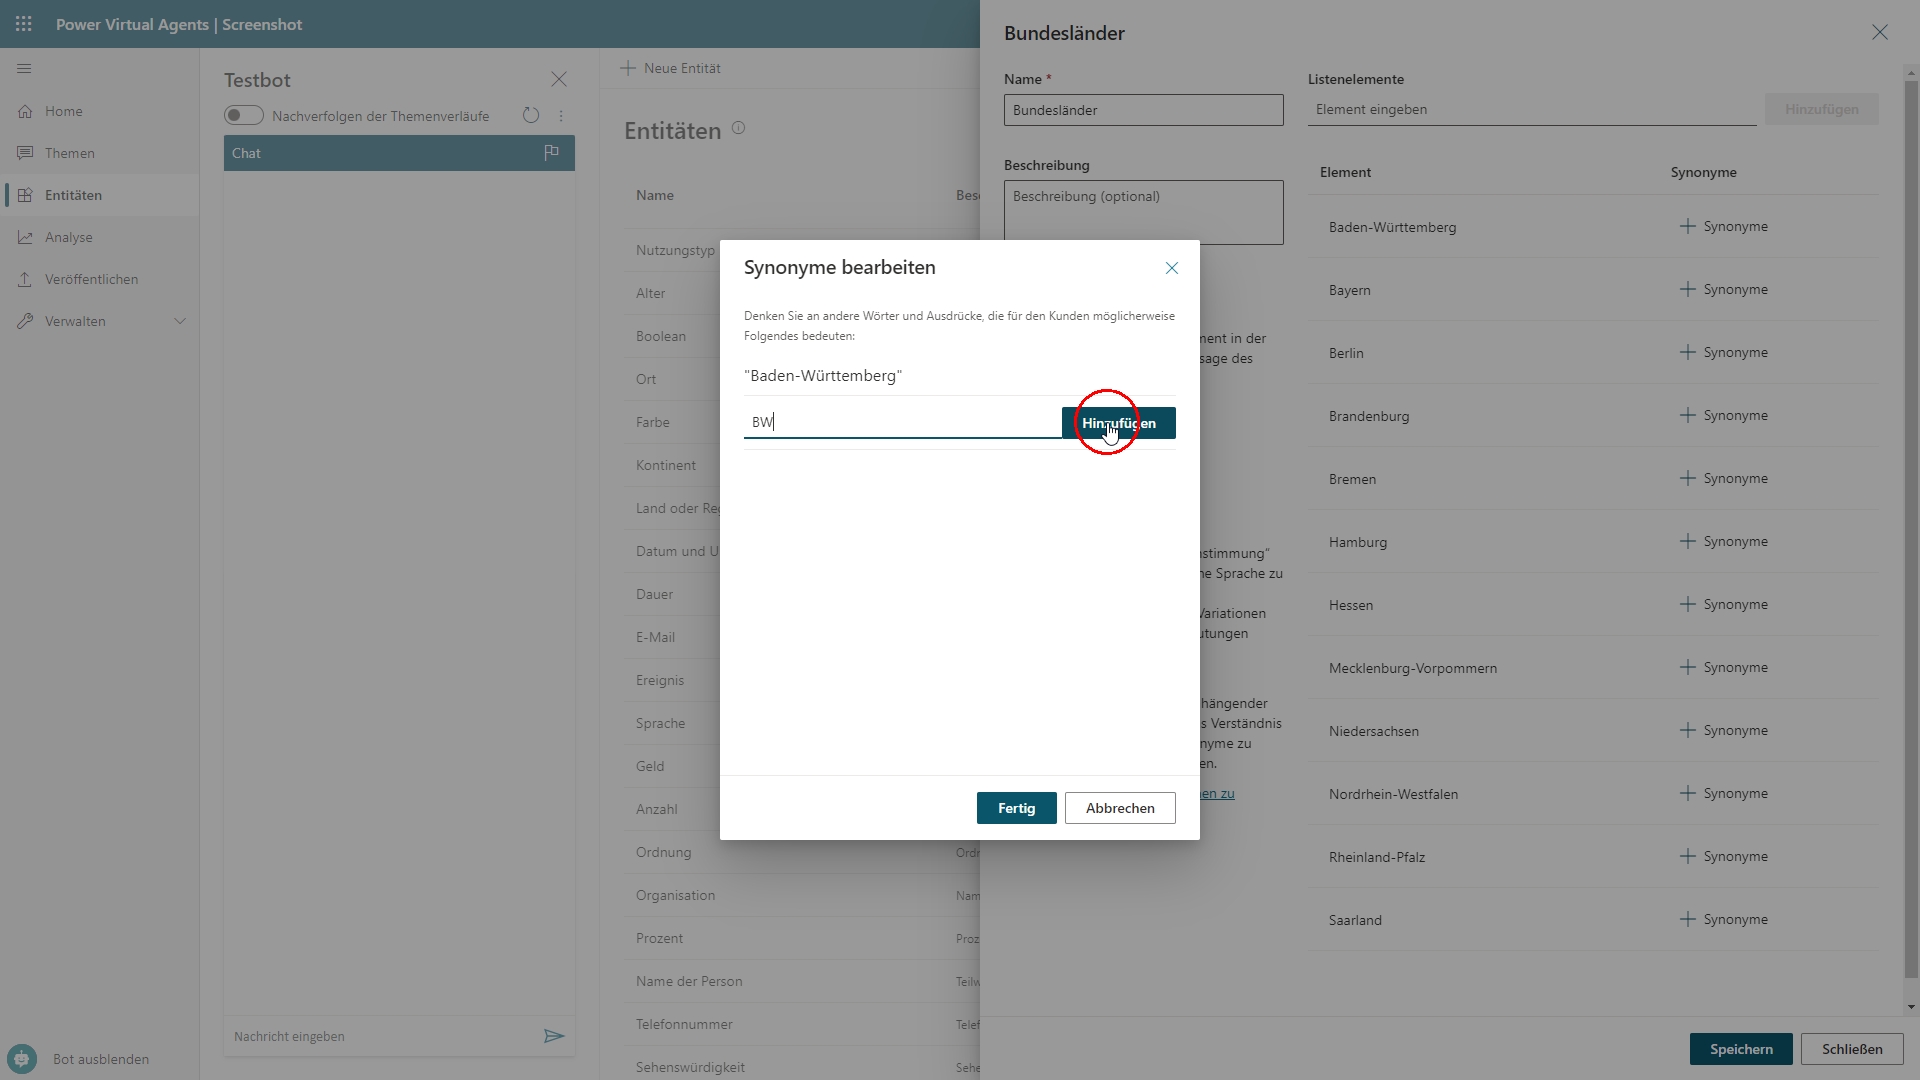 Power Virtual Agents | Screenshot
Home
Themen
Entitäten
Analyse
Veröffentlichen
Verwalten
Bot ausblenden
Testbot
Nachverfolgen der Themenverläufe
Chat
Nachricht eingeben
Neue Entität
Entitäten
Name
Bes
Nutzungstyp
Alter
Boolean
Ort
Farbe
Kontinent
Land oder Re
Datum und U
Dauer
E-Mail
Ereignis
Sprache
Geld
Anzahl
Ordnung
Ordn
Organisation
Nam
Prozent
Proz
Name der Person
Teilw
Telefonnummer
Telef
Sehenswürdigkeit
Sehe
Synonyme bearbeiten
Denken Sie an andere Wörter und Ausdrücke, die für den Kunden möglicherweise
Folgendes bedeuten:
"Baden-Württemberg"
BW
Hinzufügen
Fertig
Abbrechen
Bundesländer
Name *
Bundesländer
Beschreibung
Beschreibung (optional)
ment in der
sage des
nstimmung"
ne Sprache zu
Variationen
utungen
hängender
s Verständnis
nyme zu
en.
en zu
Listenelemente
Element eingeben
Hinzufügen
Element
Synonyme
Baden-Württemberg
Synonyme
Bayern
Synonyme
Berlin
Synonyme
Brandenburg
Synonyme
Bremen
Synonyme
Hamburg
Synonyme
Hessen
Synonyme
Mecklenburg-Vorpommern
Synonyme
Niedersachsen
Synonyme
Nordrhein-Westfalen
Synonyme
Rheinland-Pfalz
Synonyme
Saarland
Synonyme
Speichern
Schließen